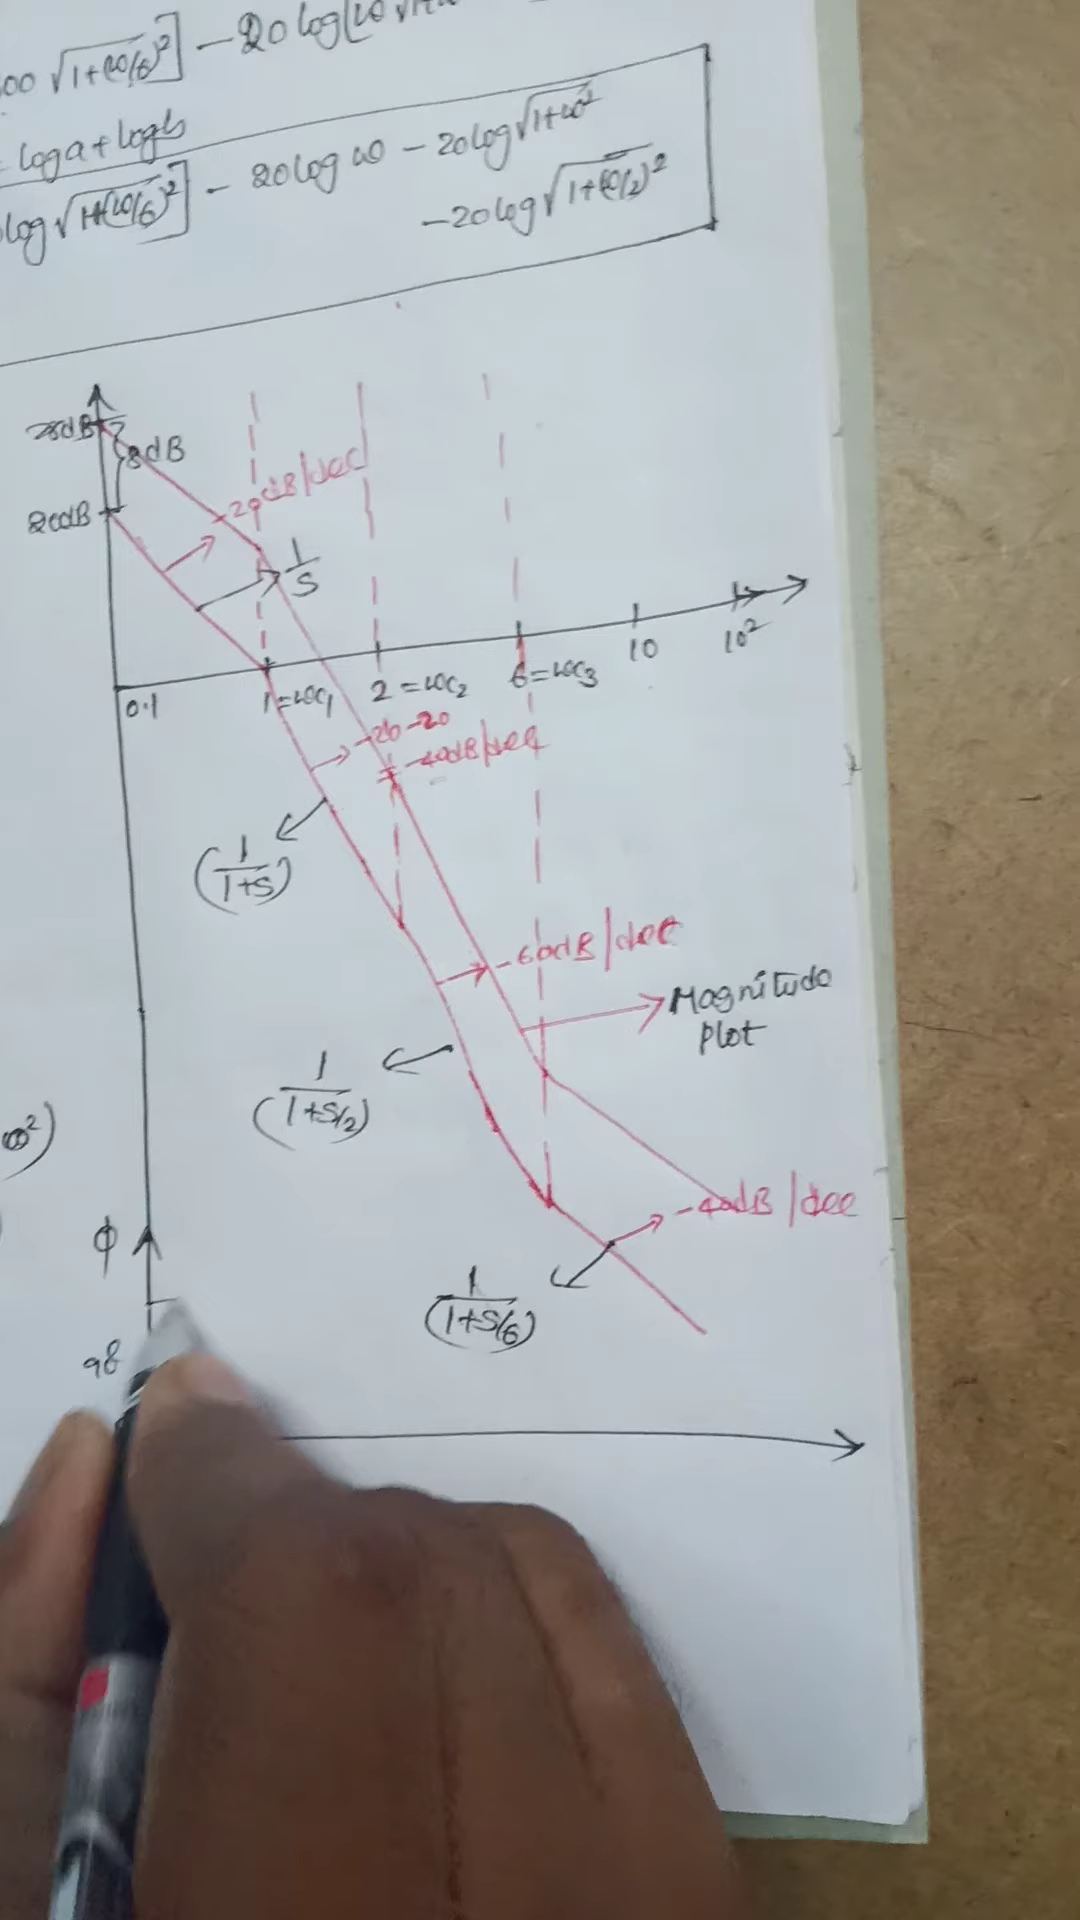 00 √1+(ω/6)²] - 20 log[ω √1+ω
= log a + log b
log √1+(ω/6)²] - 20 log ω - 20 log √1+ω²
- 20 log √1+(ω/2)²
28dB
8dB
20dB
-20dB/dec
1/S
0.1
1=ωc1
2=ωc2
6=ωc3
10
10²
-20-20
-40dB/dec
(1/1+S)
-60dB/dec
Magnitude
plot
(1/1+S/2)
ω²)
-40dB/dec
ϕ
(1/1+S/6)